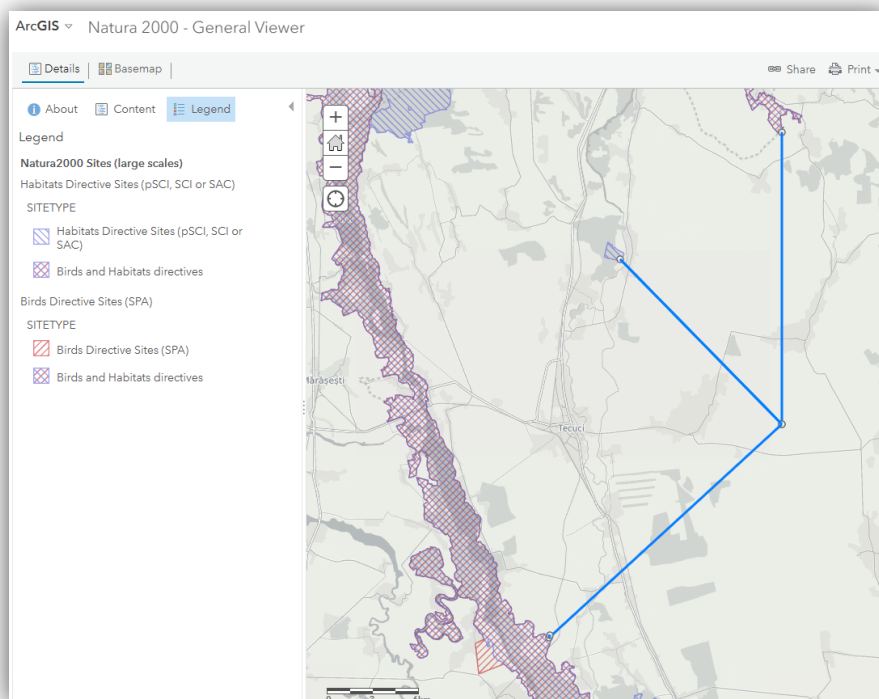 ArcGIS Natura 2000 - General Viewer
Details Basemap Share Print
About Content Legend
Legend
Natura2000 Sites (large scales)
Habitats Directive Sites (pSCI, SCI or SAC)
SITETYPE
Habitats Directive Sites (pSCI, SCI or
SAC)
Birds and Habitats directives
Birds Directive Sites (SPA)
SITETYPE
Birds Directive Sites (SPA)
Birds and Habitats directives
Mărășești
Tecuci